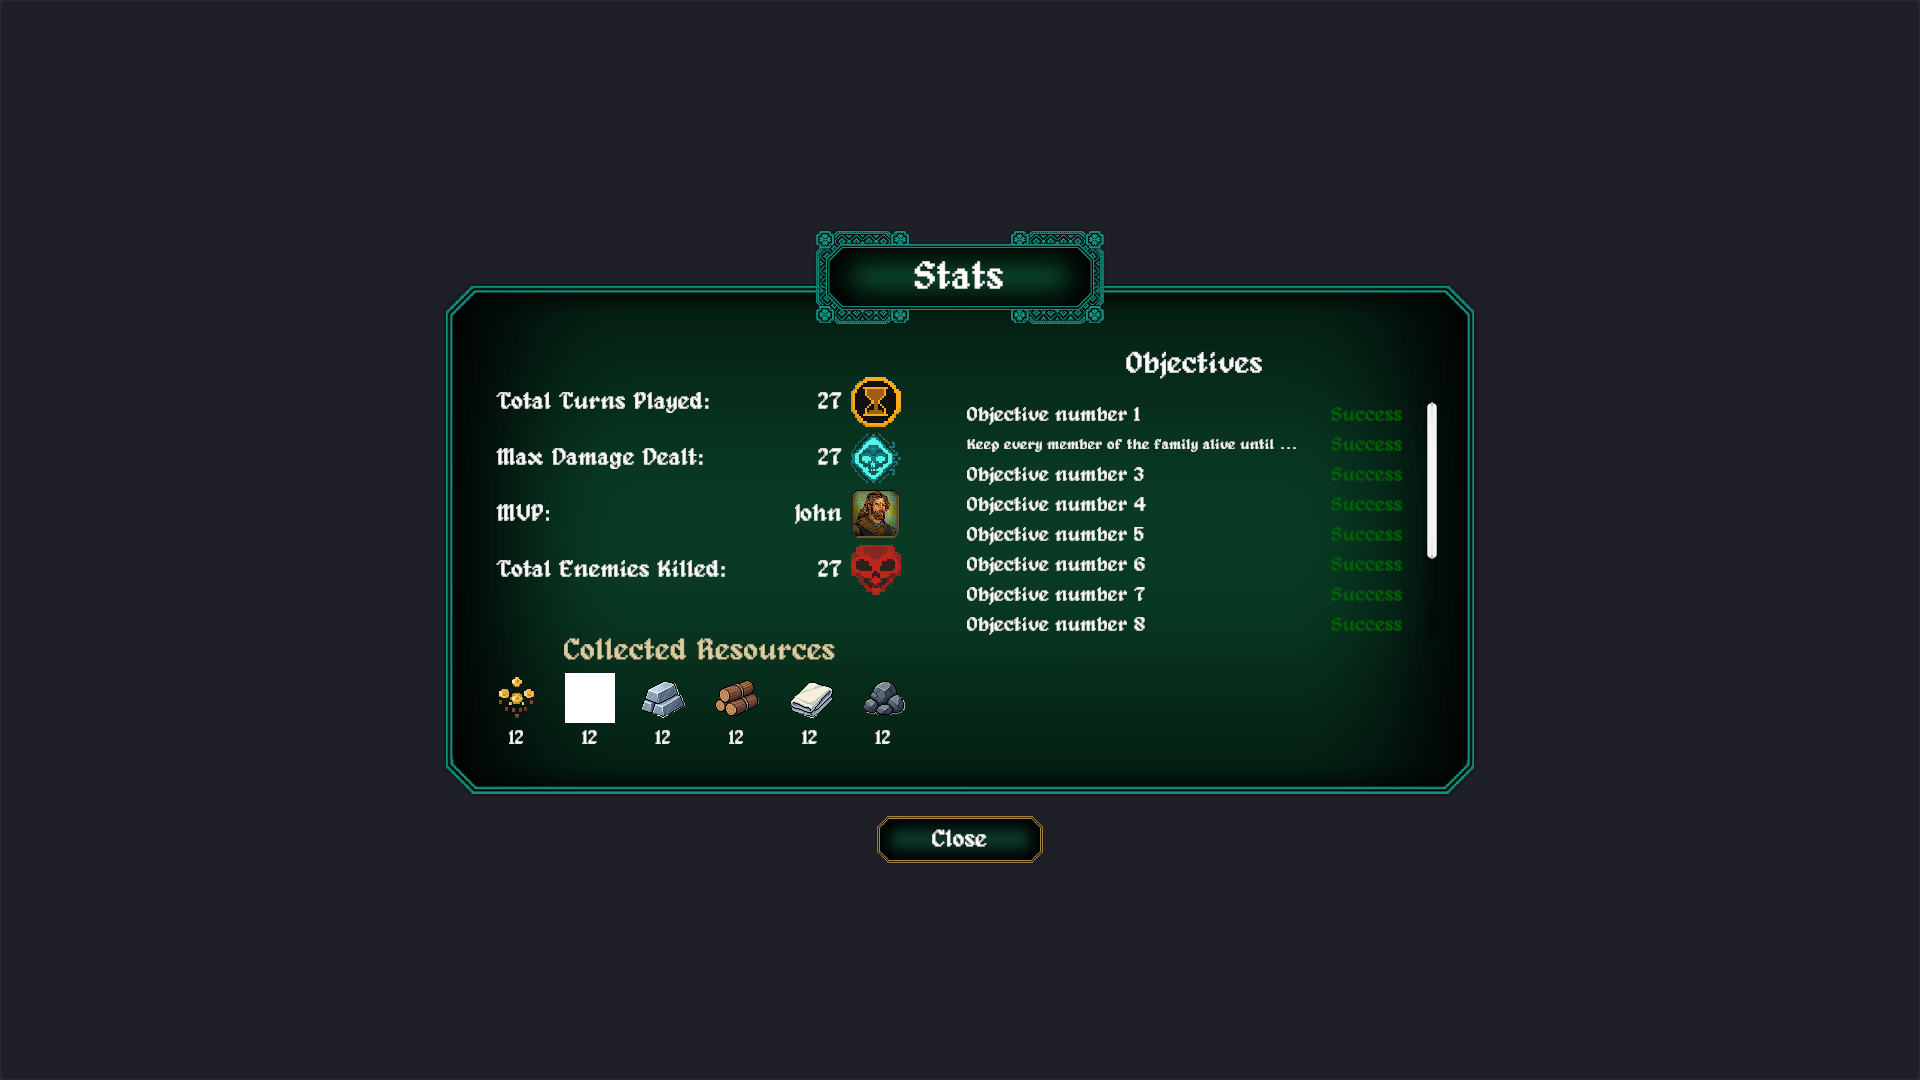 Stats
Total Turns Played: 27
Max Damage Dealt: 27
MVP: John
Total Enemies Killed: 27
Collected Resources
12 12 12 12 12 12
Objectives
Objective number 1 Success
Keep every member of the family alive until ... Success
Objective number 3 Success
Objective number 4 Success
Objective number 5 Success
Objective number 6 Success
Objective number 7 Success
Objective number 8 Success
Close